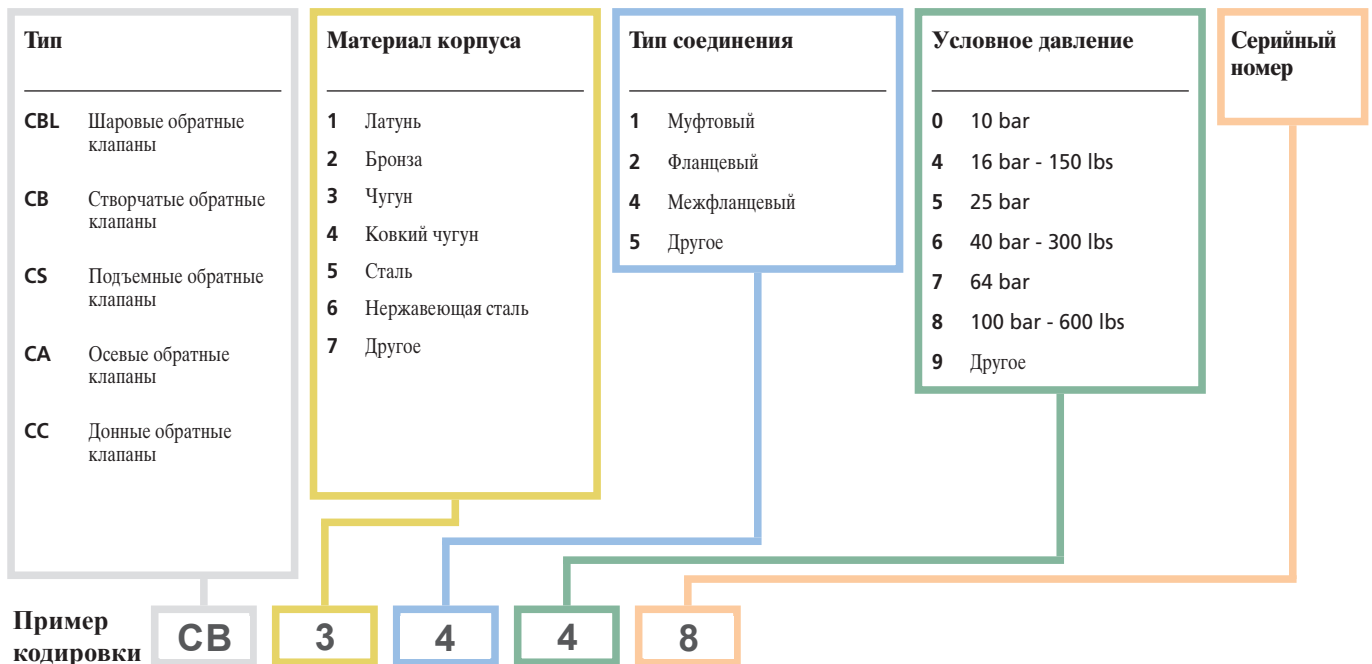 Тип
CBL Шаровые обратные
клапаны
CB Створчатые обратные
клапаны
CS Подъемные обратные
клапаны
CA Осевые обратные
клапаны
CC Донные обратные
клапаны
Материал корпуса
1 Латунь
2 Бронза
3 Чугун
4 Ковкий чугун
5 Сталь
6 Нержавеющая сталь
7 Другое
Тип соединения
1 Муфтовый
2 Фланцевый
4 Межфланцевый
5 Другое
Условное давление
0 10 bar
4 16 bar - 150 lbs
5 25 bar
6 40 bar - 300 lbs
7 64 bar
8 100 bar - 600 lbs
9 Другое
Серийный
номер
Пример
кодировки
CB 3 4 4 8